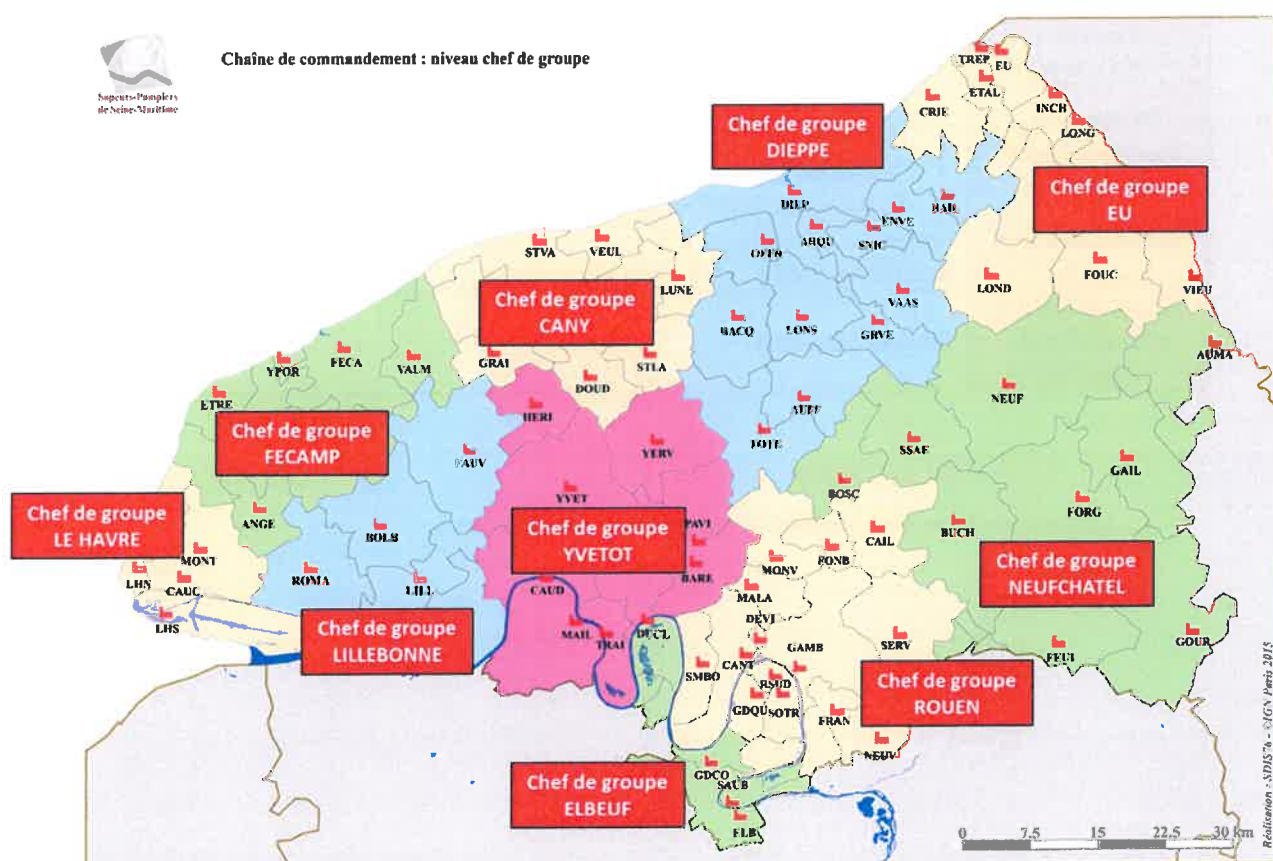 Chaîne de commandement : niveau chef de groupe
Sapeurs-Pompiers
de Seine-Maritime
TREP
EU
ETAL
CRIE
INCH
LONG
Chef de groupe
DIEPPE
Chef de groupe
EU
DIEP
ENVE
BAIL
ARQU
SNIC
OFFR
STVA
VEUL
LUNE
LOND
FOUC
VIEU
VAAS
Chef de groupe
CANY
BACQ
LONS
GRVE
AUMA
YPOR
FECA
VALM
GRAI
STLA
DOUD
NEUF
ETRE
HERI
AUFF
Chef de groupe
FECAMP
FAUV
YERV
TOTE
SSAE
GAIL
YVET
BOSC
FORG
ANGE
Chef de groupe
LE HAVRE
BOLB
Chef de groupe
YVETOT
PAVI
CAIL
BUCH
MONT
FONB
MONV
BARE
LHN
CAUC
ROMA
LILL
CAUD
MALA
Chef de groupe
NEUFCHATEL
LHS
MAIL
TRAI
DUCL
DEVI
SERV
GOUR
Chef de groupe
LILLEBONNE
CANT
GAMB
FEUI
SMBO
RSUD
GDQU
SOTR
FRAN
Chef de groupe
ROUEN
NEUV
GDCO
SAUB
Chef de groupe
ELBEUF
ELB
0 7.5 15 22.5 30 km
Réalisation - SDIS76 - ©IGN Paris 2015